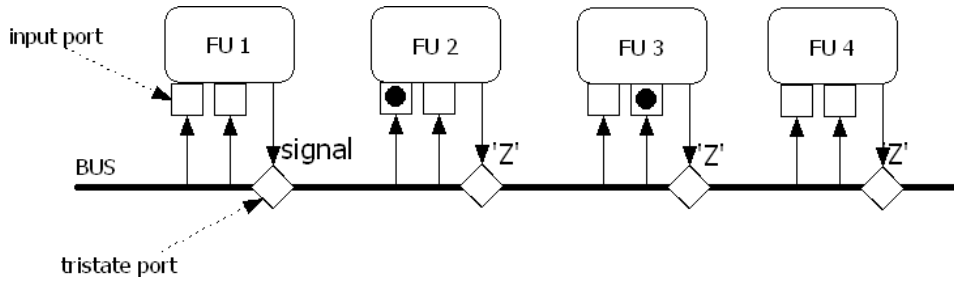 FU 1
FU 2
FU 3
FU 4
input port
signal
'Z'
'Z'
'Z'
BUS
tristate port